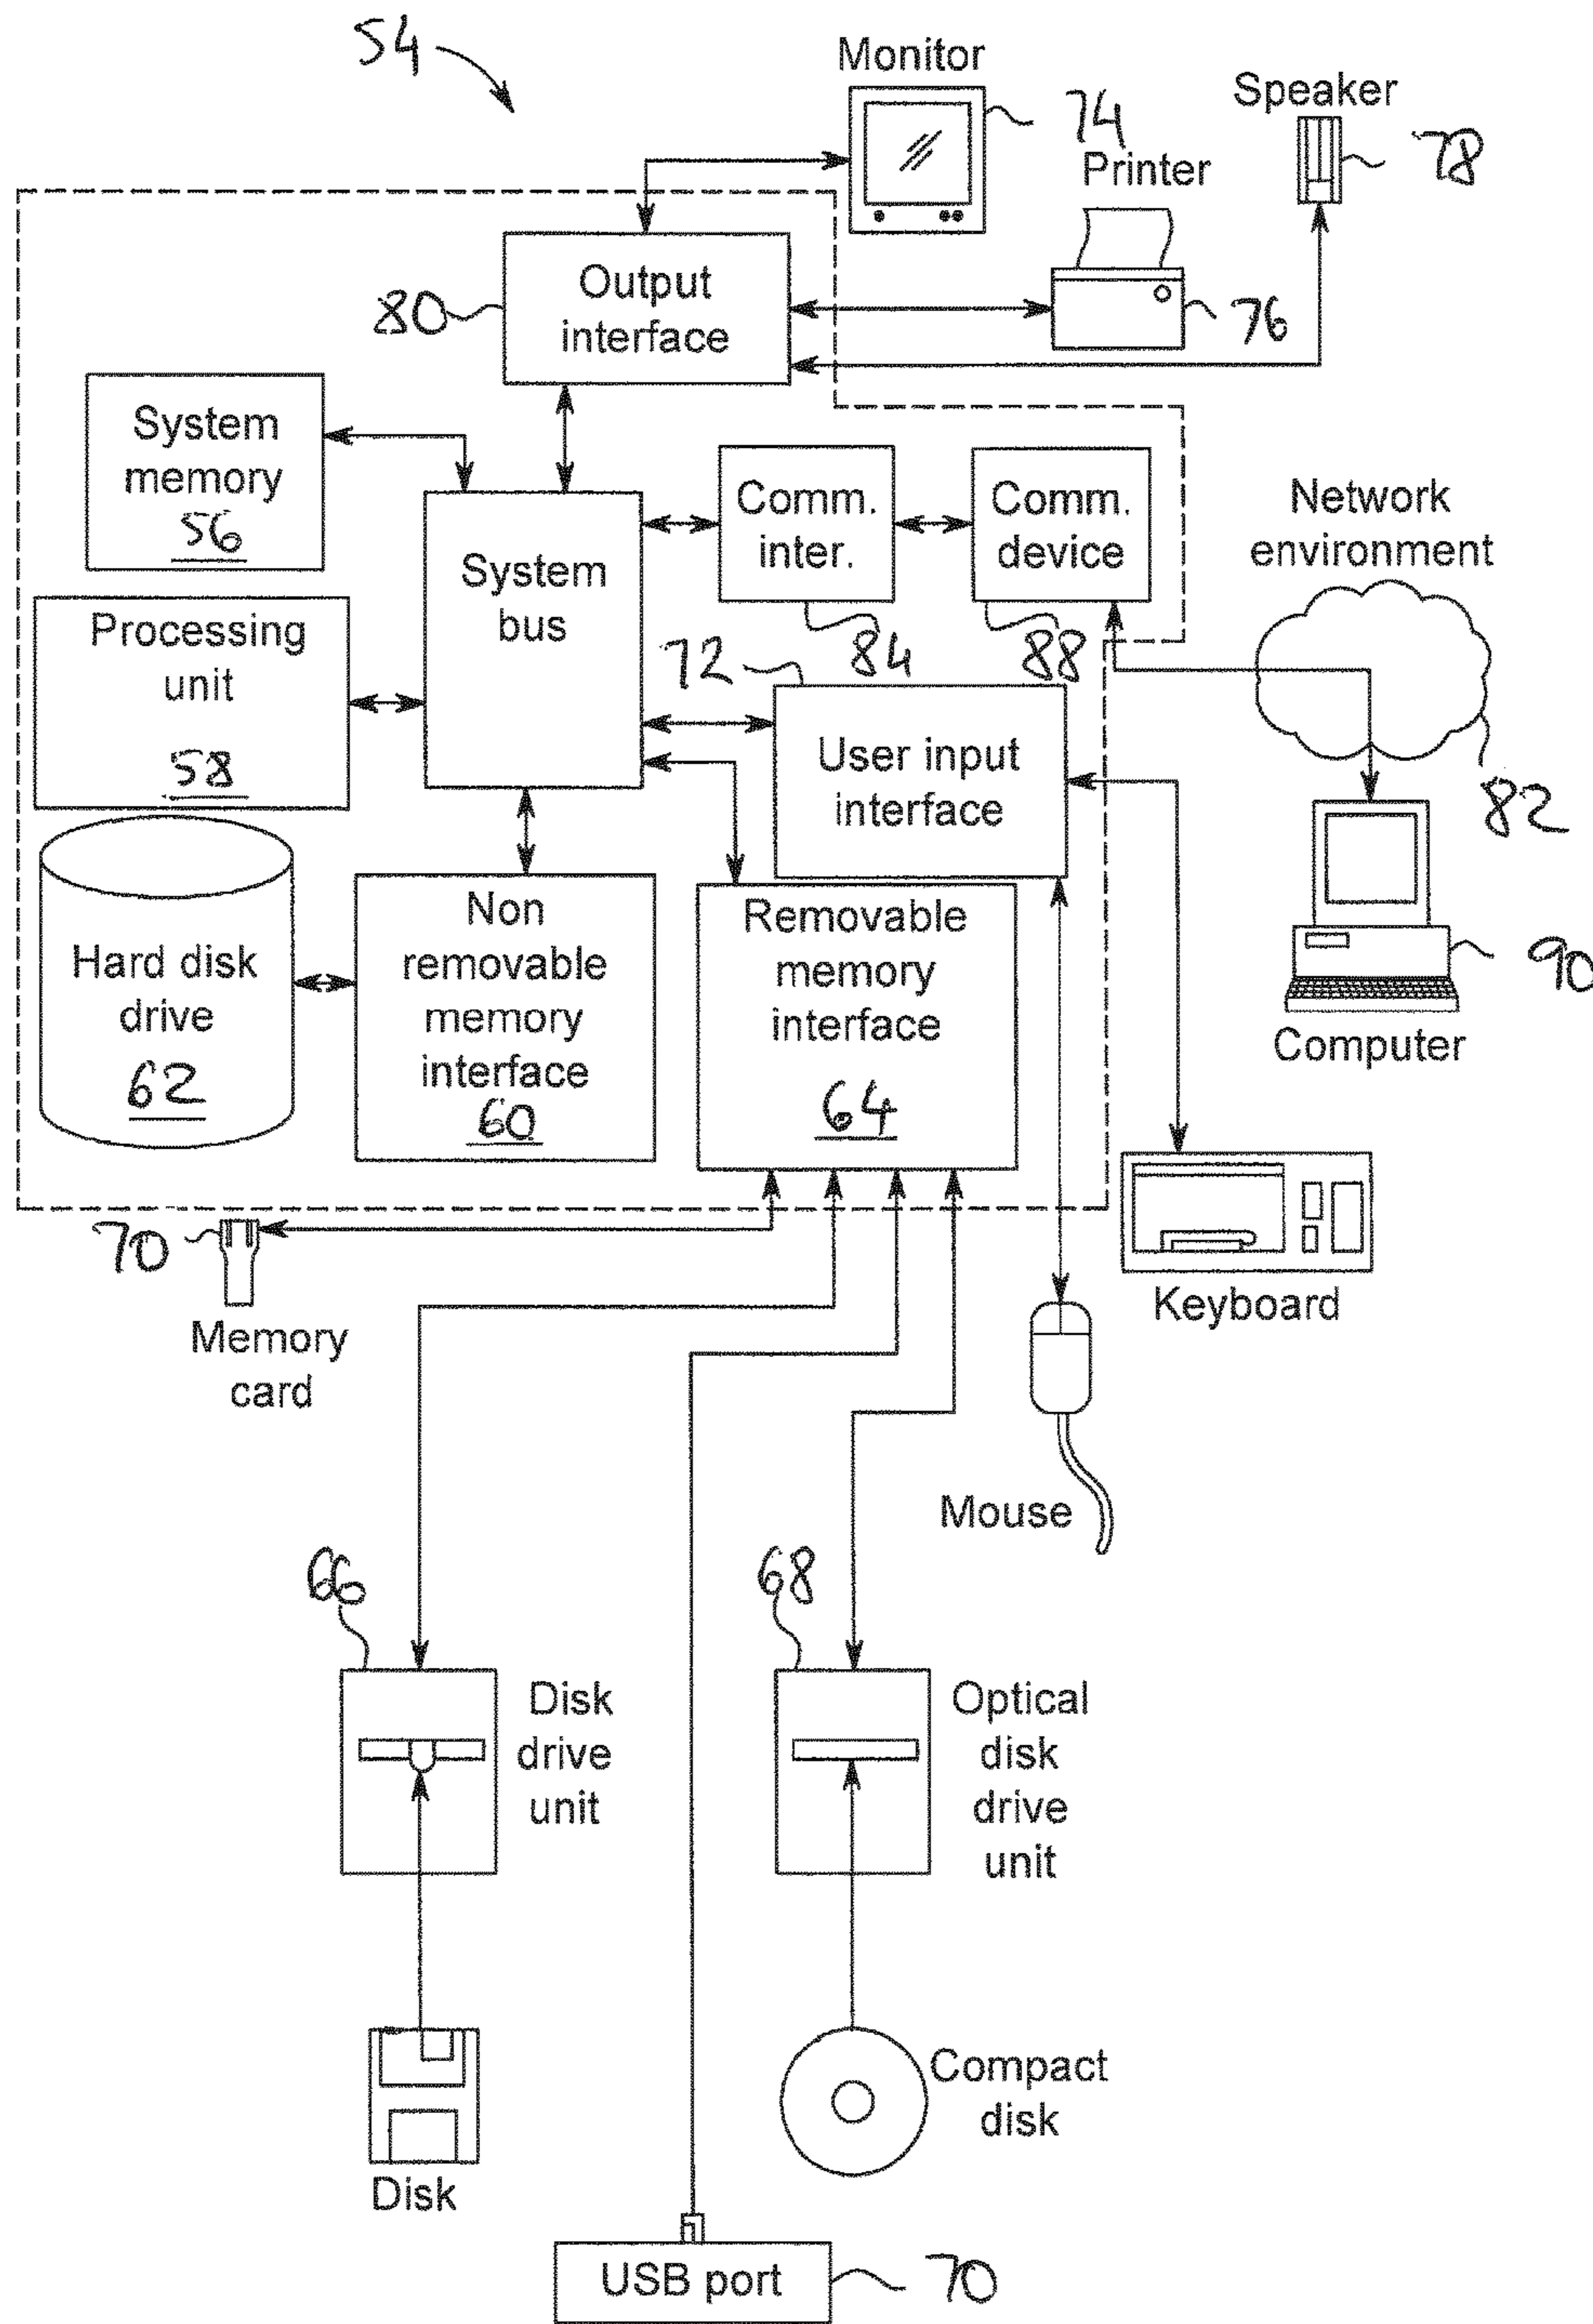 54
Monitor
74
Speaker
78
Printer
76
Output
interface
80
System
memory
56
Comm.
inter.
84
Comm.
device
88
Network
environment
82
System
bus
Processing
unit
58
72
User input
interface
Hard disk
drive
62
Non
removable
memory
interface
60
Removable
memory
interface
64
90
Computer
Keyboard
70
Memory
card
Mouse
66
Disk
drive
unit
68
Optical
disk
drive
unit
Disk
Compact
disk
USB port
70